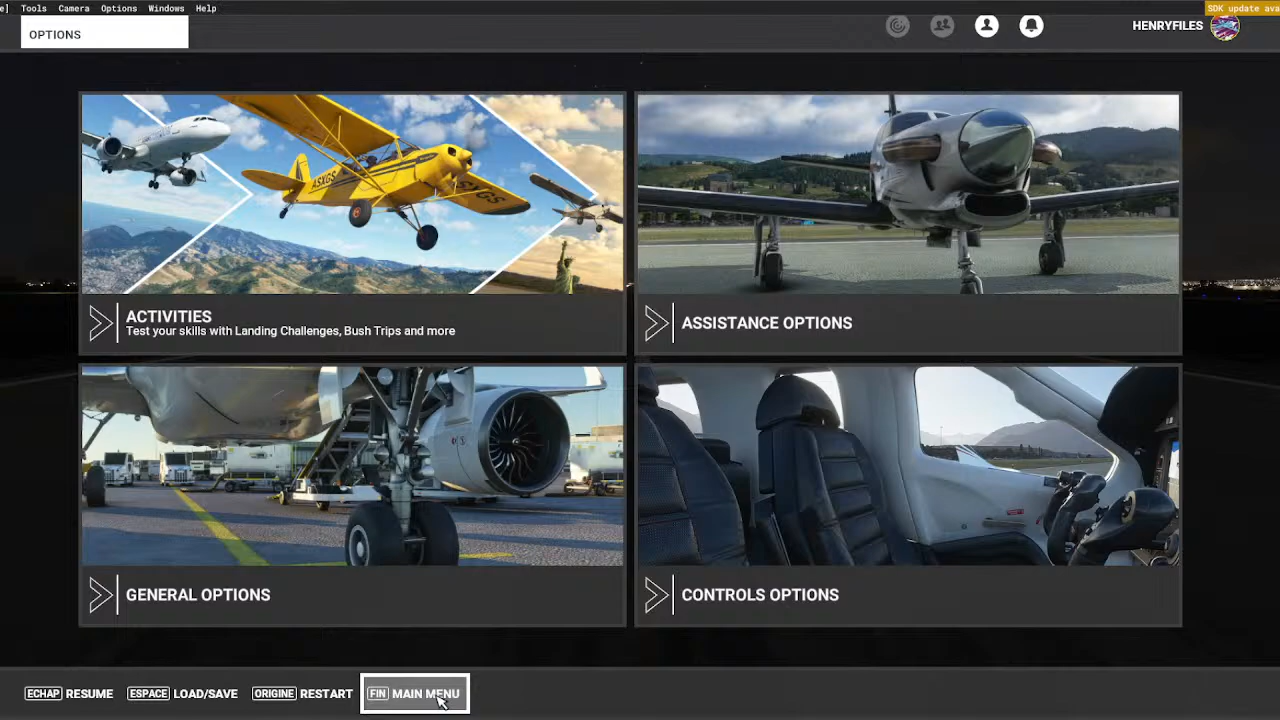 e] Tools Camera Options Windows Help
SDK update ava
OPTIONS
HENRYFILES
ASXGS
ACTIVITIES
Test your skills with Landing Challenges, Bush Trips and more
ASSISTANCE OPTIONS
GENERAL OPTIONS
CONTROLS OPTIONS
ECHAP RESUME ESPACE LOAD/SAVE ORIGINE RESTART FIN MAIN MENU